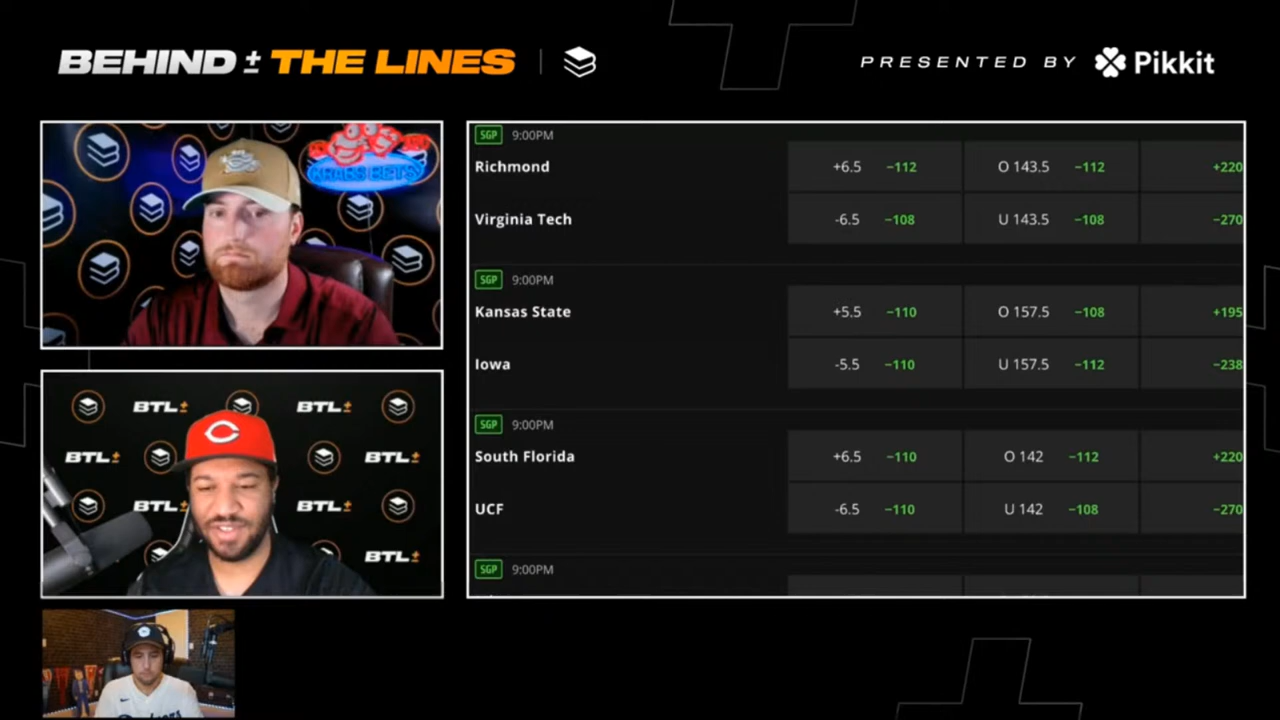 BEHIND ± THE LINES
PRESENTED BY Pikkit
KRABS BETS
BTL±
BTL±
BTL±
BTL±
BTL±
BTL±
BTL±
SGP 9:00PM
Richmond +6.5 −112 O 143.5 −112 +220
Virginia Tech -6.5 −108 U 143.5 −108 −270
SGP 9:00PM
Kansas State +5.5 −110 O 157.5 −108 +195
Iowa -5.5 −110 U 157.5 −112 −238
SGP 9:00PM
South Florida +6.5 −110 O 142 −112 +220
UCF -6.5 −110 U 142 −108 −270
SGP 9:00PM